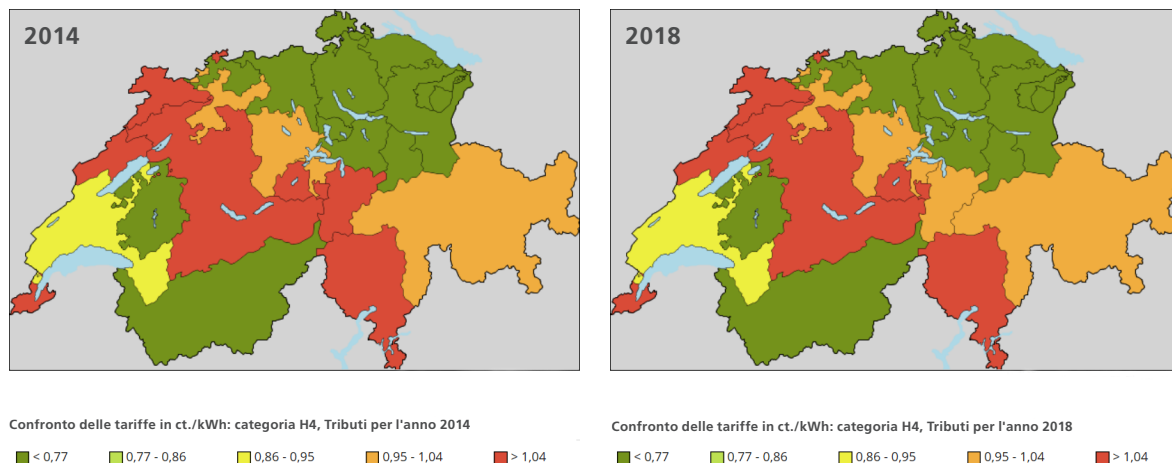 2014
2018
Confronto delle tariffe in ct./kWh: categoria H4, Tributi per l'anno 2014
Confronto delle tariffe in ct./kWh: categoria H4, Tributi per l'anno 2018
< 0,77 0,77 - 0,86 0,86 - 0,95 0,95 - 1,04 > 1,04
< 0,77 0,77 - 0,86 0,86 - 0,95 0,95 - 1,04 > 1,04